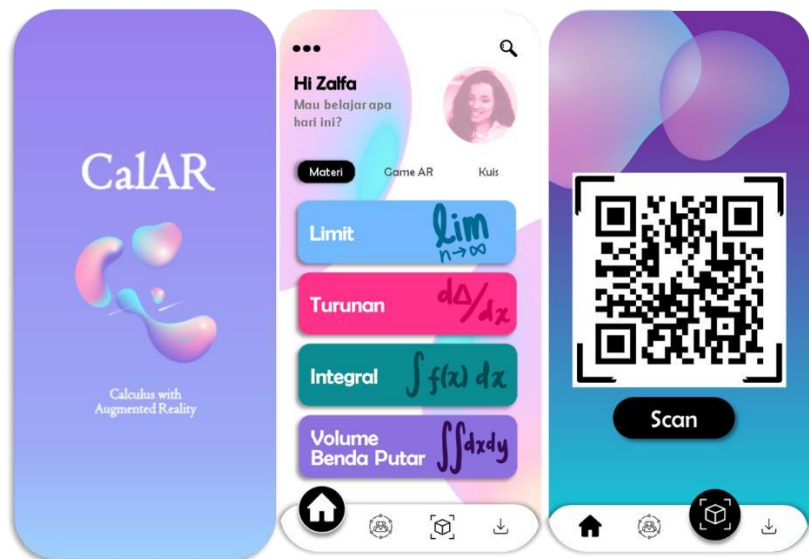 CalAR
Calculus with
Augmented Reality
Hi Zalfa
Mau belajar apa
hari ini?
Materi
Game AR
Kuis
Limit
lim
n→∞
Turunan
dΔ/dx
Integral
∫ f(x) dx
Volume
Benda Putar
∫∫dxdy
Scan